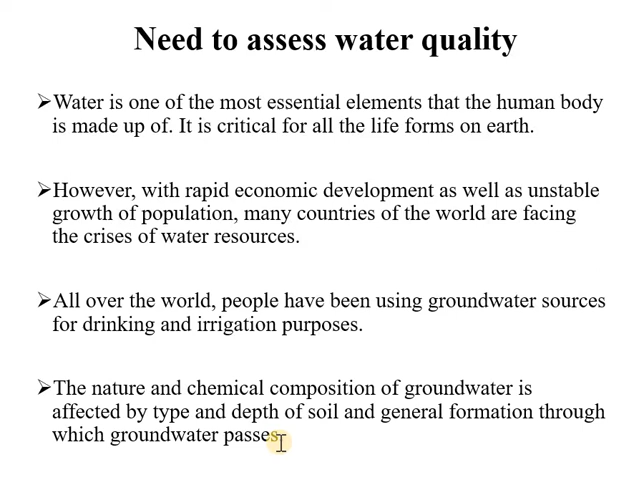 Need to assess water quality
Water is one of the most essential elements that the human body
is made up of. It is critical for all the life forms on earth.
However, with rapid economic development as well as unstable
growth of population, many countries of the world are facing
the crises of water resources.
All over the world, people have been using groundwater sources
for drinking and irrigation purposes.
The nature and chemical composition of groundwater is
affected by type and depth of soil and general formation through
which groundwater passes.